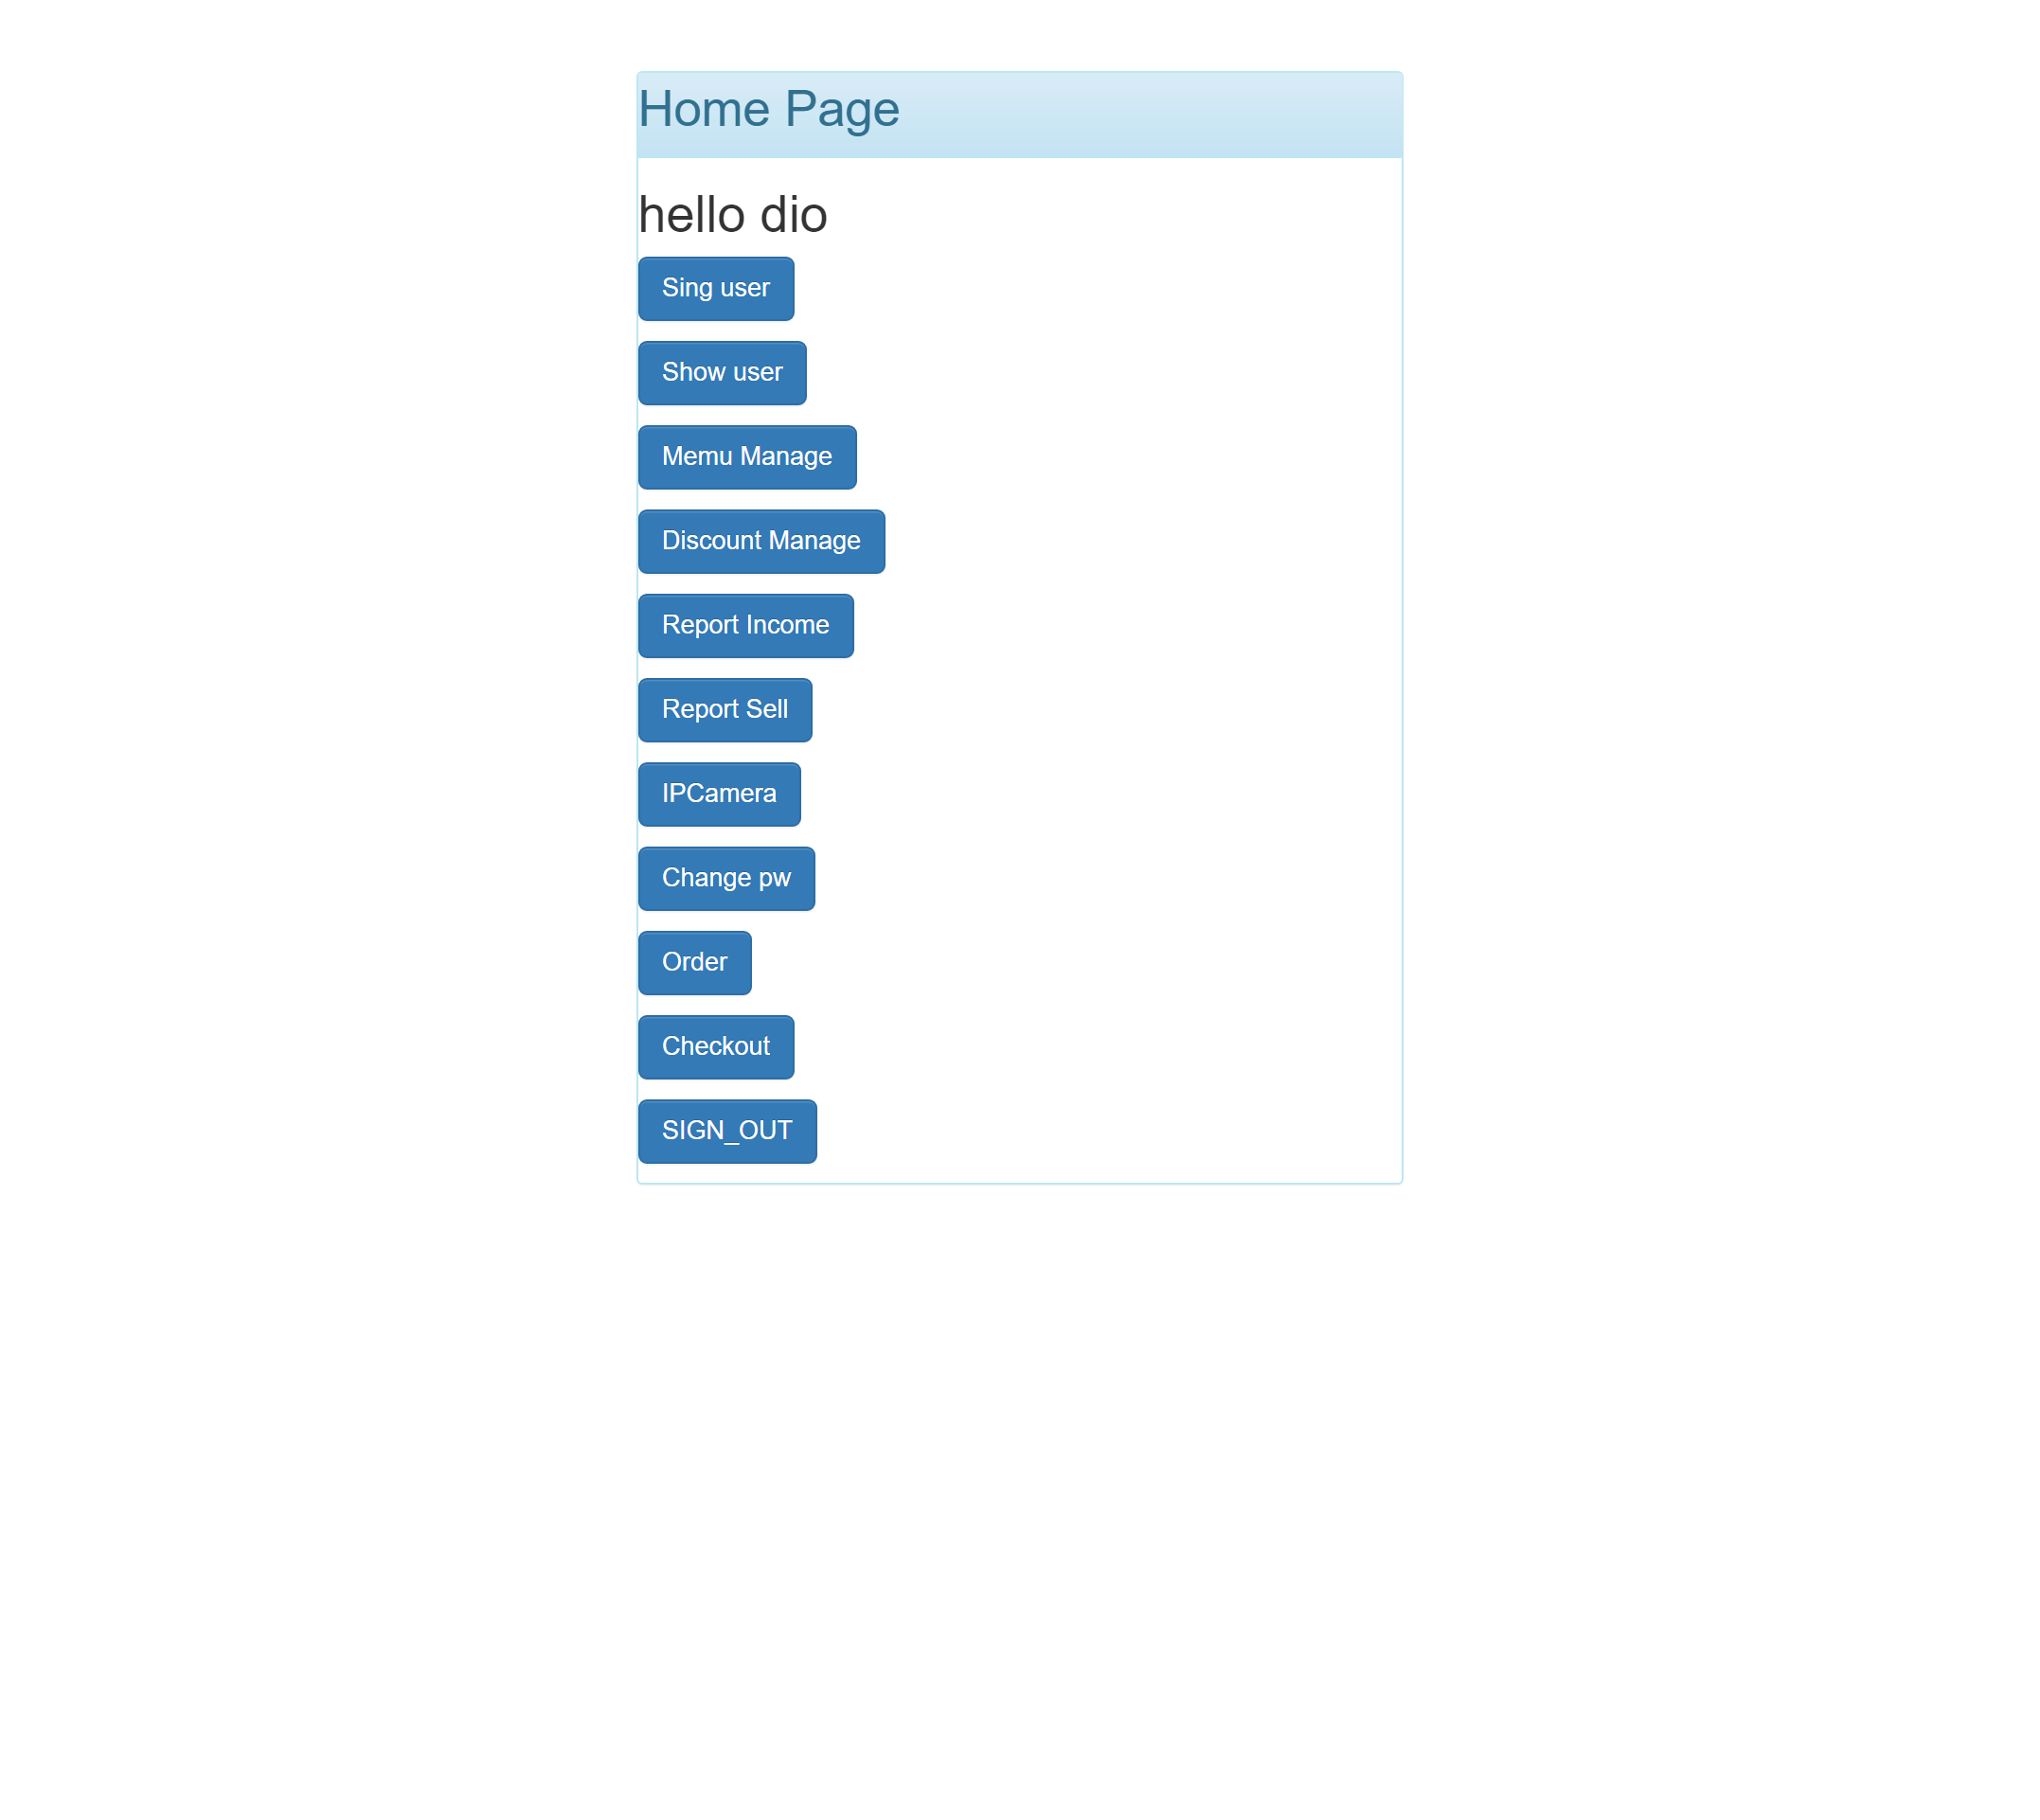 Home Page
hello dio
Sing user
Show user
Memu Manage
Discount Manage
Report Income
Report Sell
IPCamera
Change pw
Order
Checkout
SIGN_OUT